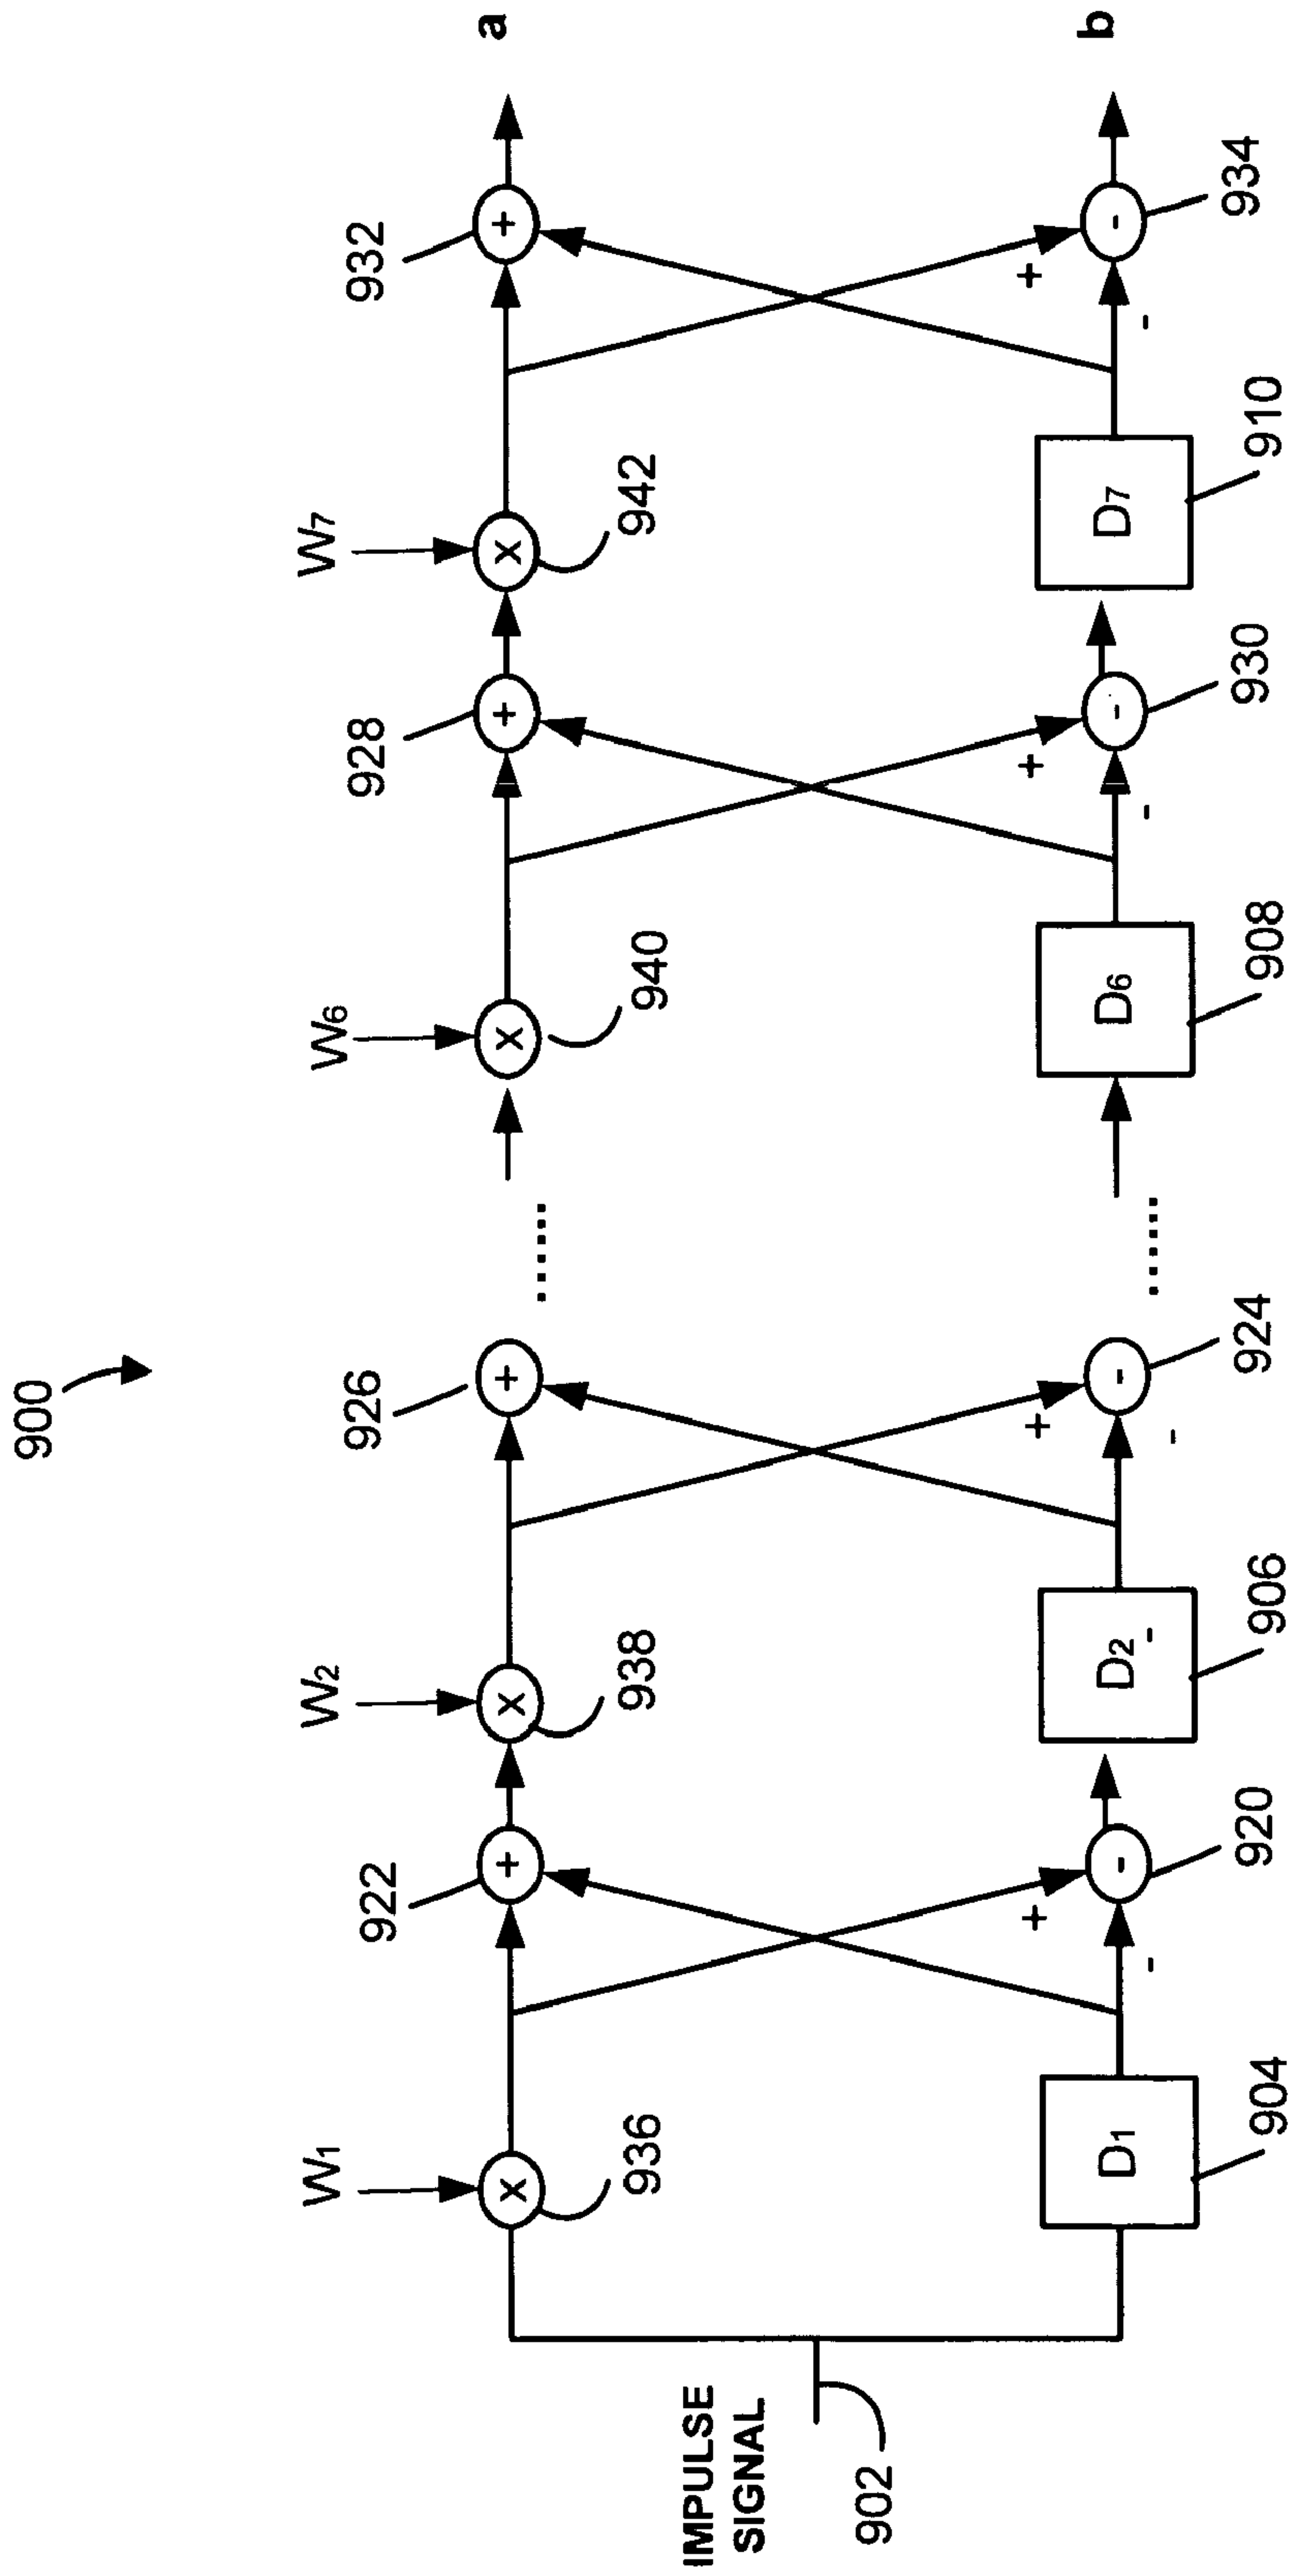 900
IMPULSE
SIGNAL
902
W1
x
936
922
+
W2
x
938
926
+
......
W6
x
940
928
+
W7
x
942
932
+
a
D1
904
+
-
-
920
D2
-
906
+
-
-
924
......
D6
908
+
-
-
930
D7
910
+
-
-
934
b